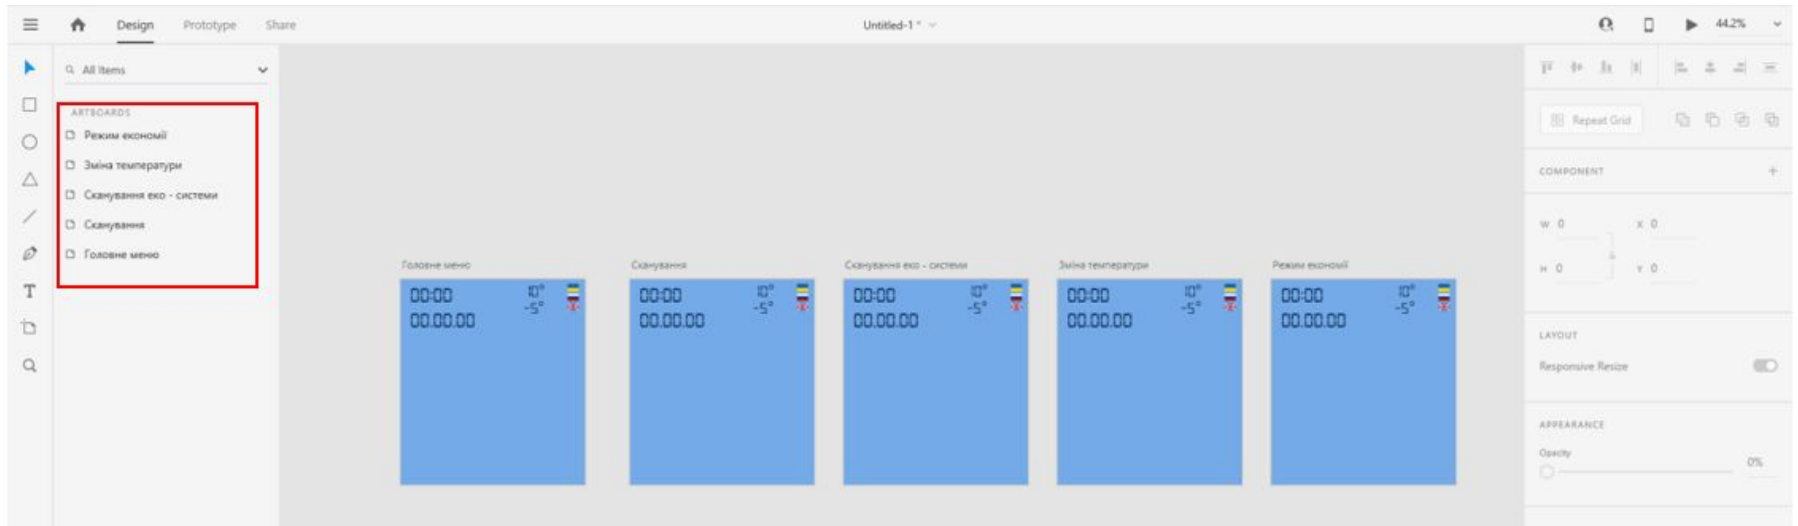 Design Prototype Share Untitled-1 * 44.2%
All Items
ARTBOARDS
Режим економії
Зміна температури
Сканування еко - системи
Сканування
Головне меню
Головне меню
00:00 10°
-5°
00.00.00
Сканування
00:00 10°
-5°
00.00.00
Сканування еко - системи
00:00 10°
-5°
00.00.00
Зміна температури
00:00 10°
-5°
00.00.00
Режим економії
00:00 10°
-5°
00.00.00
Repeat Grid
COMPONENT
W 0 X 0
H 0 Y 0
LAYOUT
Responsive Resize
APPEARANCE
Opacity
0%